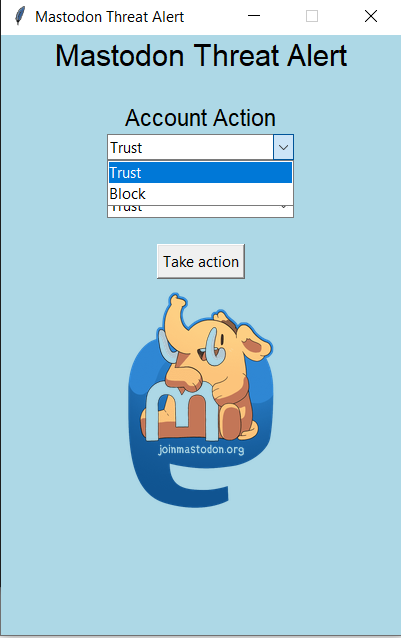 Mastodon Threat Alert
Mastodon Threat Alert
Account Action
Trust
Trust
Block
Trust
Take action
joinmastodon.org